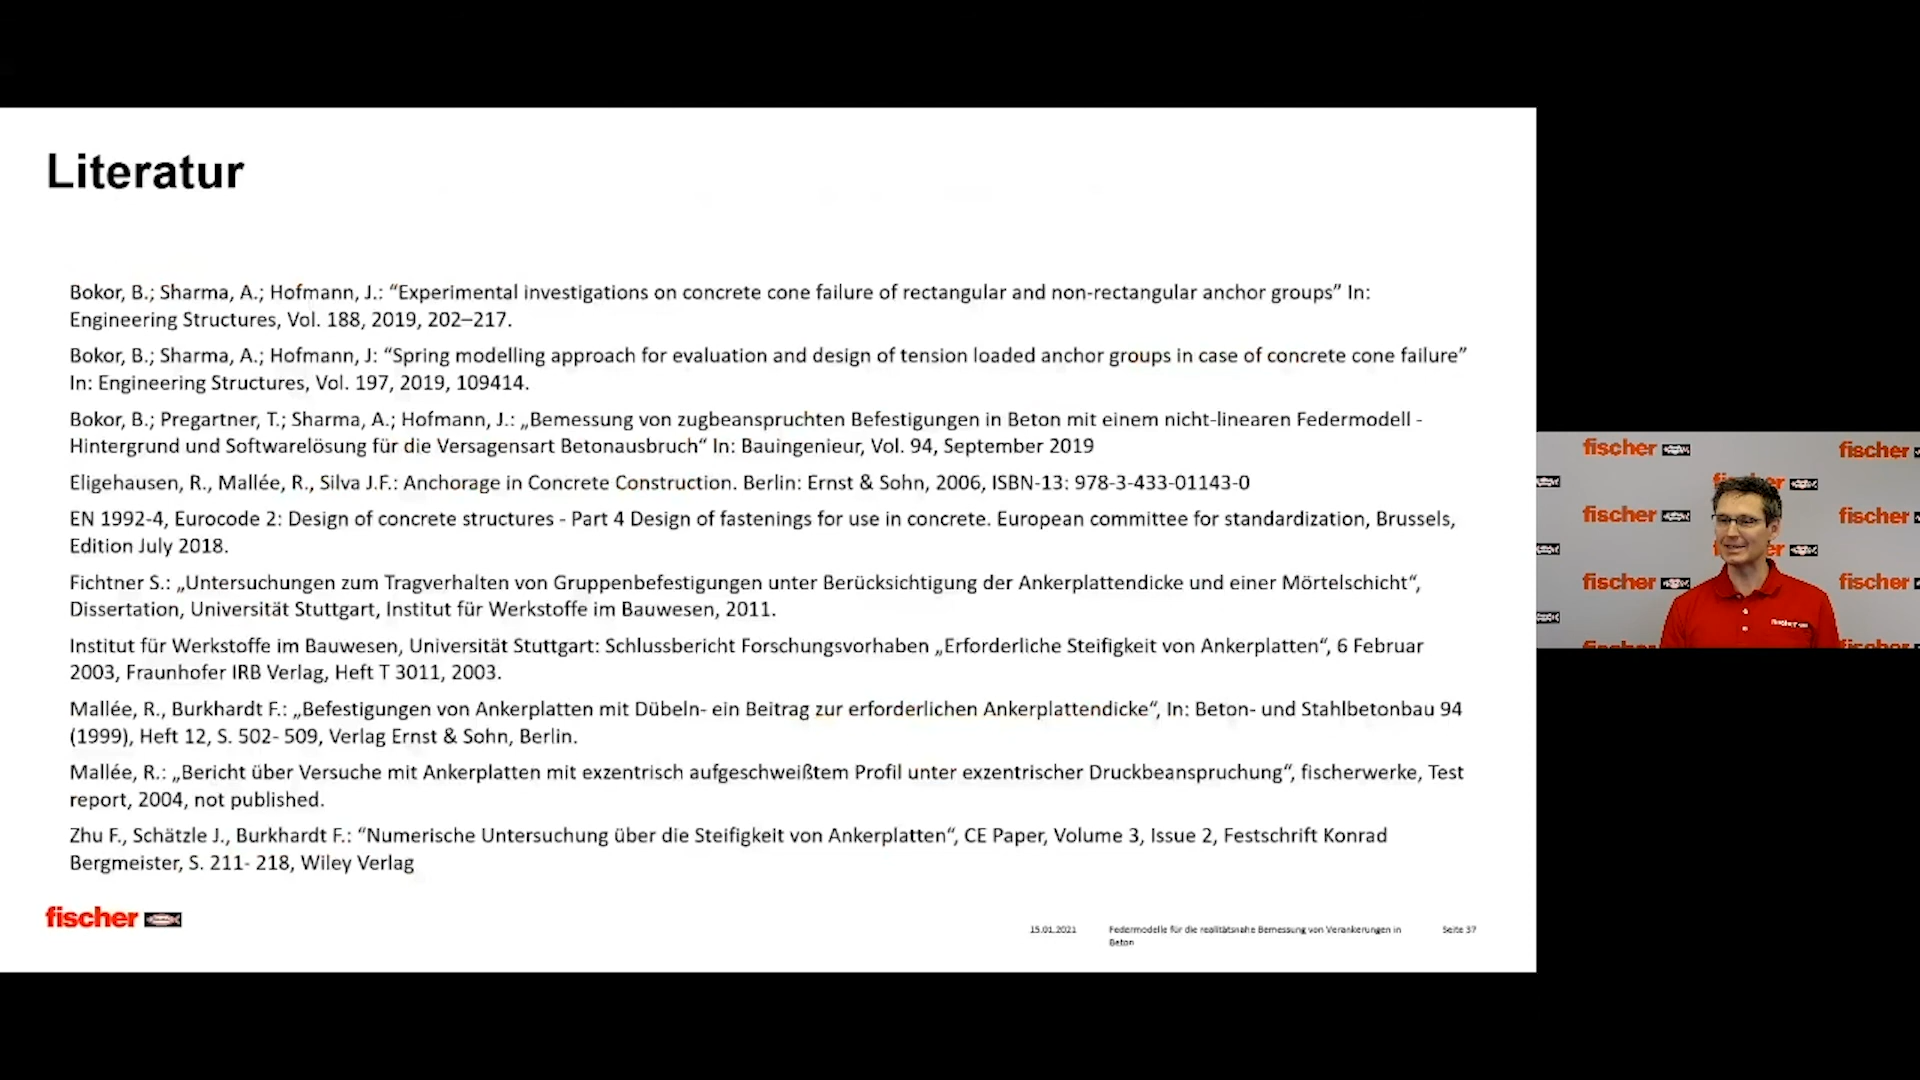 Literatur
Bokor, B.; Sharma, A.; Hofmann, J.: “Experimental investigations on concrete cone failure of rectangular and non-rectangular anchor groups” In:
Engineering Structures, Vol. 188, 2019, 202–217.
Bokor, B.; Sharma, A.; Hofmann, J: “Spring modelling approach for evaluation and design of tension loaded anchor groups in case of concrete cone failure”
In: Engineering Structures, Vol. 197, 2019, 109414.
Bokor, B.; Pregartner, T.; Sharma, A.; Hofmann, J.: „Bemessung von zugbeanspruchten Befestigungen in Beton mit einem nicht-linearen Federmodell -
Hintergrund und Softwarelösung für die Versagensart Betonausbruch“ In: Bauingenieur, Vol. 94, September 2019
Eligehausen, R., Mallée, R., Silva J.F.: Anchorage in Concrete Construction. Berlin: Ernst & Sohn, 2006, ISBN-13: 978-3-433-01143-0
EN 1992-4, Eurocode 2: Design of concrete structures - Part 4 Design of fastenings for use in concrete. European committee for standardization, Brussels,
Edition July 2018.
Fichtner S.: „Untersuchungen zum Tragverhalten von Gruppenbefestigungen unter Berücksichtigung der Ankerplattendicke und einer Mörtelschicht“,
Dissertation, Universität Stuttgart, Institut für Werkstoffe im Bauwesen, 2011.
Institut für Werkstoffe im Bauwesen, Universität Stuttgart: Schlussbericht Forschungsvorhaben „Erforderliche Steifigkeit von Ankerplatten“, 6 Februar
2003, Fraunhofer IRB Verlag, Heft T 3011, 2003.
Mallée, R., Burkhardt F.: „Befestigungen von Ankerplatten mit Dübeln- ein Beitrag zur erforderlichen Ankerplattendicke“, In: Beton- und Stahlbetonbau 94
(1999), Heft 12, S. 502- 509, Verlag Ernst & Sohn, Berlin.
Mallée, R.: „Bericht über Versuche mit Ankerplatten mit exzentrisch aufgeschweißtem Profil unter exzentrischer Druckbeanspruchung“, fischerwerke, Test
report, 2004, not published.
Zhu F., Schätzle J., Burkhardt F.: “Numerische Untersuchung über die Steifigkeit von Ankerplatten“, CE Paper, Volume 3, Issue 2, Festschrift Konrad
Bergmeister, S. 211- 218, Wiley Verlag
fischer
15.01.2021
Federmodelle für die realitätsnahe Bemessung von Verankerungen in
Beton
Seite 37
fischer
fischer
fischer
fischer
fischer
fischer